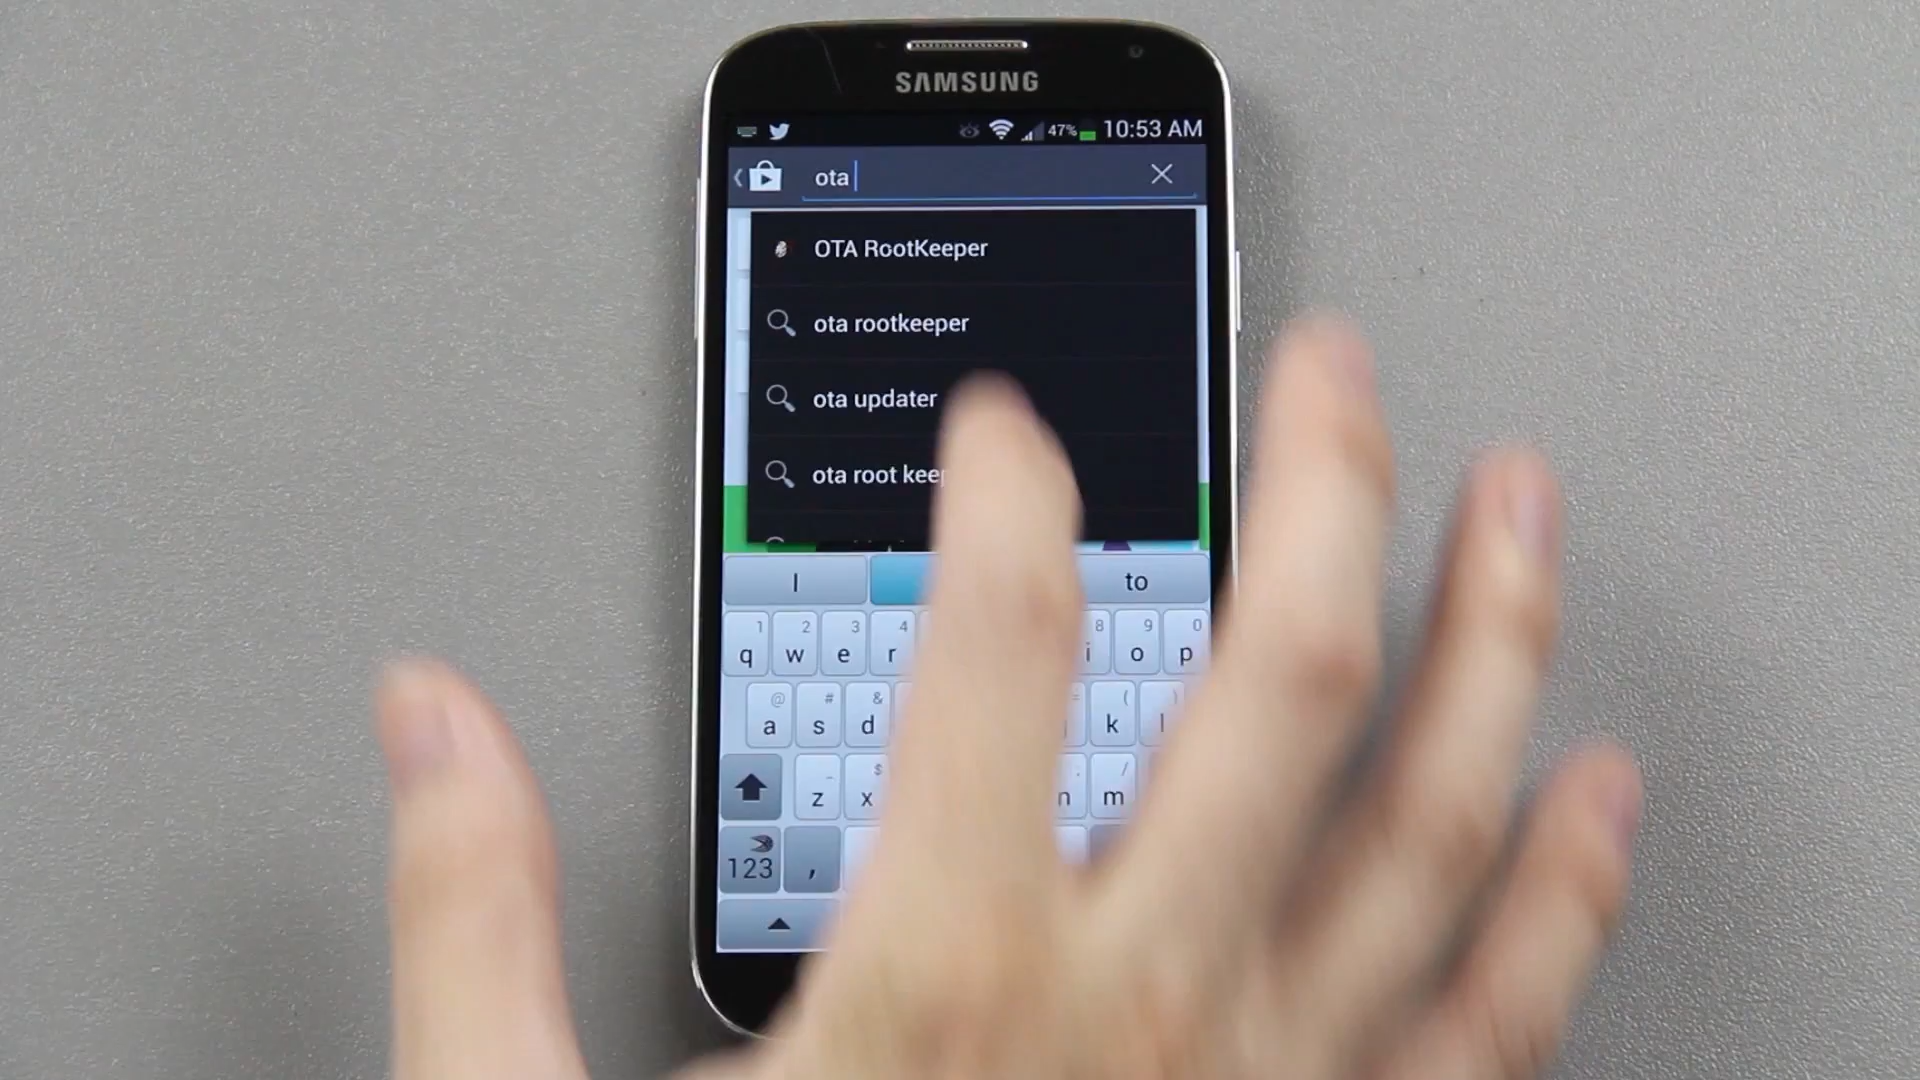 SAMSUNG
47% 10:53 AM
ota
OTA RootKeeper
ota rootkeeper
ota updater
ota root
I to
1 2 3 4 8 9 0
q w e r i o p
@ # & = ( )
a s d k l
_ $ /
z x n m
123 ,